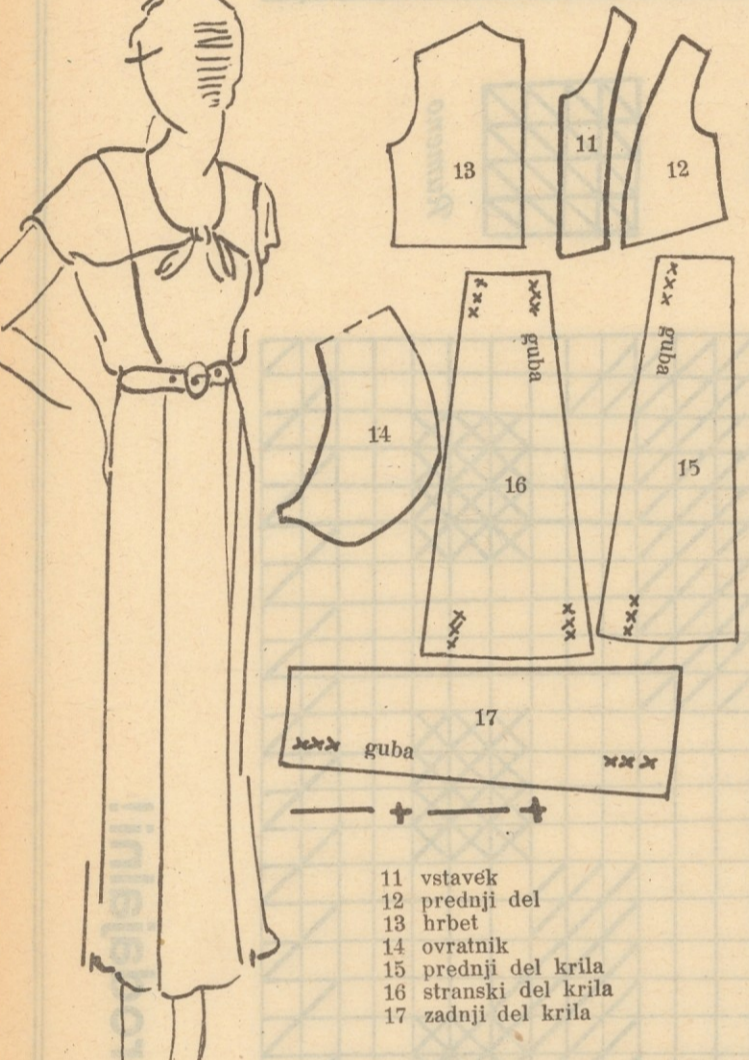 13
11
12
guba
guba
14
16
15
17
guba
11 vstavek
12 prednji del
13 hrbet
14 ovratnik
15 prednji del krila
16 stranski del krila
17 zadnji del krila